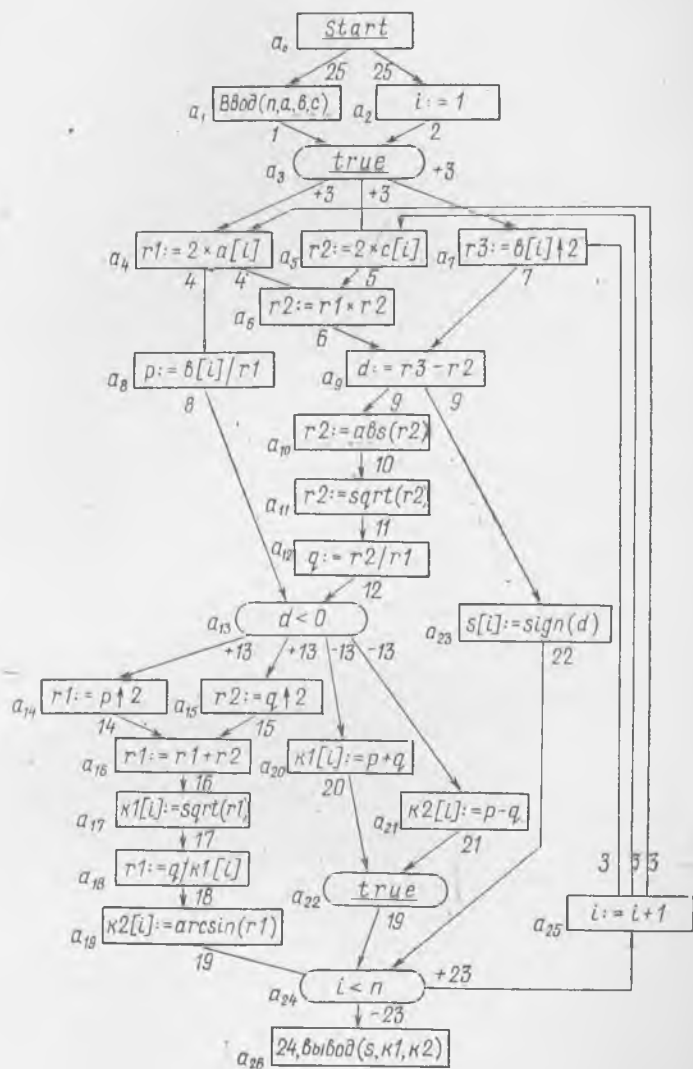 start
a₀
25 25
a₁ Ввод(n,а,в,с) a₂ i:=1
1 2
a₃ true +3
+3 +3
a₄ r1:=2×a[i] a₅ r2:=2×c[i] a₇ r3:=в[i]↑2
4 4 5 7
a₆ r2:=r1×r2
6
a₈ p:=в[i]/r1 a₉ d:=r3-r2
8 9 9
a₁₀ r2:=aвs(r2)
10
a₁₁ r2:=sqrt(r2)
11
a₁₂ q:=r2/r1
12
a₁₃ d<0 a₂₃ s[i]:=sign(d)
+13 +13 -13 -13 22
a₁₄ r1:=p↑2 a₁₅ r2:=q↑2
14 15
a₁₆ r1:=r1+r2 a₂₀ к1[i]:=p+q
16 20
a₁₇ к1[i]:=sqrt(r1) a₂₁ к2[i]:=p-q
17 21
a₁₈ r1:=q/к1[i] a₂₂ true 3 3 3
18 19 a₂₅ i:=i+1
a₁₉ к2[i]:=arcsin(r1)
19
a₂₄ i<n +23
-23
a₂₆ 24,вывод(s,к1,к2)